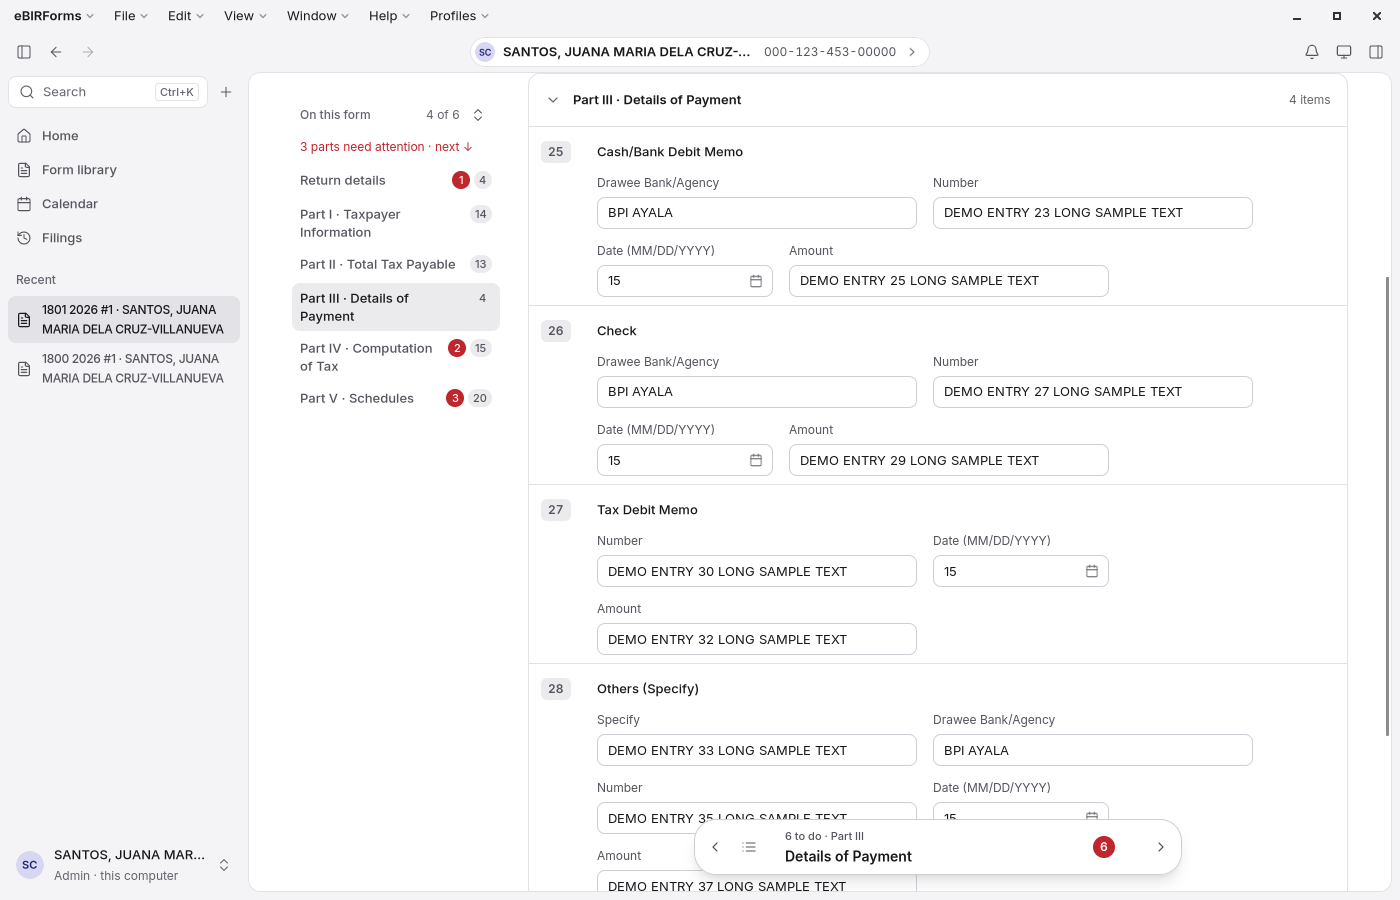 eBIRForms File Edit View Window Help Profiles
SC SANTOS, JUANA MARIA DELA CRUZ-... 000-123-453-00000
Search Ctrl+K
Home
Form library
Calendar
Filings
Recent
1801 2026 #1 · SANTOS, JUANA
MARIA DELA CRUZ-VILLANUEVA
1800 2026 #1 · SANTOS, JUANA
MARIA DELA CRUZ-VILLANUEVA
SC SANTOS, JUANA MAR...
Admin · this computer
On this form 4 of 6
3 parts need attention · next ↓
Return details 1 4
Part I · Taxpayer
Information 14
Part II · Total Tax Payable 13
Part III · Details of
Payment 4
Part IV · Computation
of Tax 2 15
Part V · Schedules 3 20
Part III · Details of Payment 4 items
25 Cash/Bank Debit Memo
Drawee Bank/Agency Number
BPI AYALA DEMO ENTRY 23 LONG SAMPLE TEXT
Date (MM/DD/YYYY) Amount
15 DEMO ENTRY 25 LONG SAMPLE TEXT
26 Check
Drawee Bank/Agency Number
BPI AYALA DEMO ENTRY 27 LONG SAMPLE TEXT
Date (MM/DD/YYYY) Amount
15 DEMO ENTRY 29 LONG SAMPLE TEXT
27 Tax Debit Memo
Number Date (MM/DD/YYYY)
DEMO ENTRY 30 LONG SAMPLE TEXT 15
Amount
DEMO ENTRY 32 LONG SAMPLE TEXT
28 Others (Specify)
Specify Drawee Bank/Agency
DEMO ENTRY 33 LONG SAMPLE TEXT BPI AYALA
Number Date (MM/DD/YYYY)
DEMO ENTRY 35 LONG SAMPLE TEXT 15
Amount
DEMO ENTRY 37 LONG SAMPLE TEXT
6 to do · Part III
Details of Payment 6